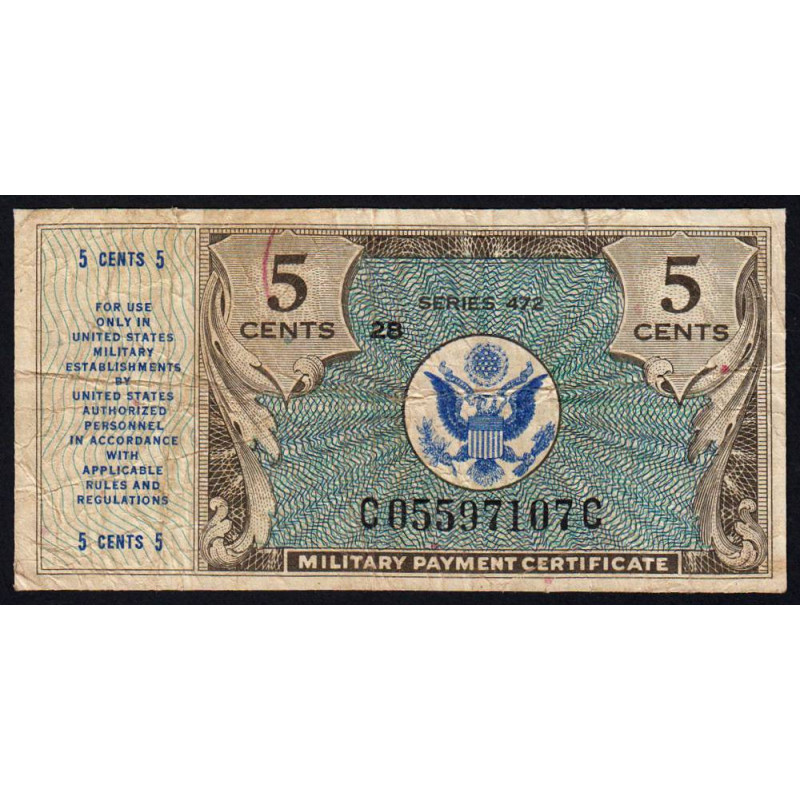 5 CENTS 5
FOR USE
ONLY IN
UNITED STATES
MILITARY
ESTABLISHMENTS
BY
UNITED STATES
AUTHORIZED
PERSONNEL
IN ACCORDANCE
WITH
APPLICABLE
RULES AND
REGULATIONS
5 CENTS 5
5
CENTS
SERIES 472
28
5
CENTS
C05597107C
MILITARY PAYMENT CERTIFICATE